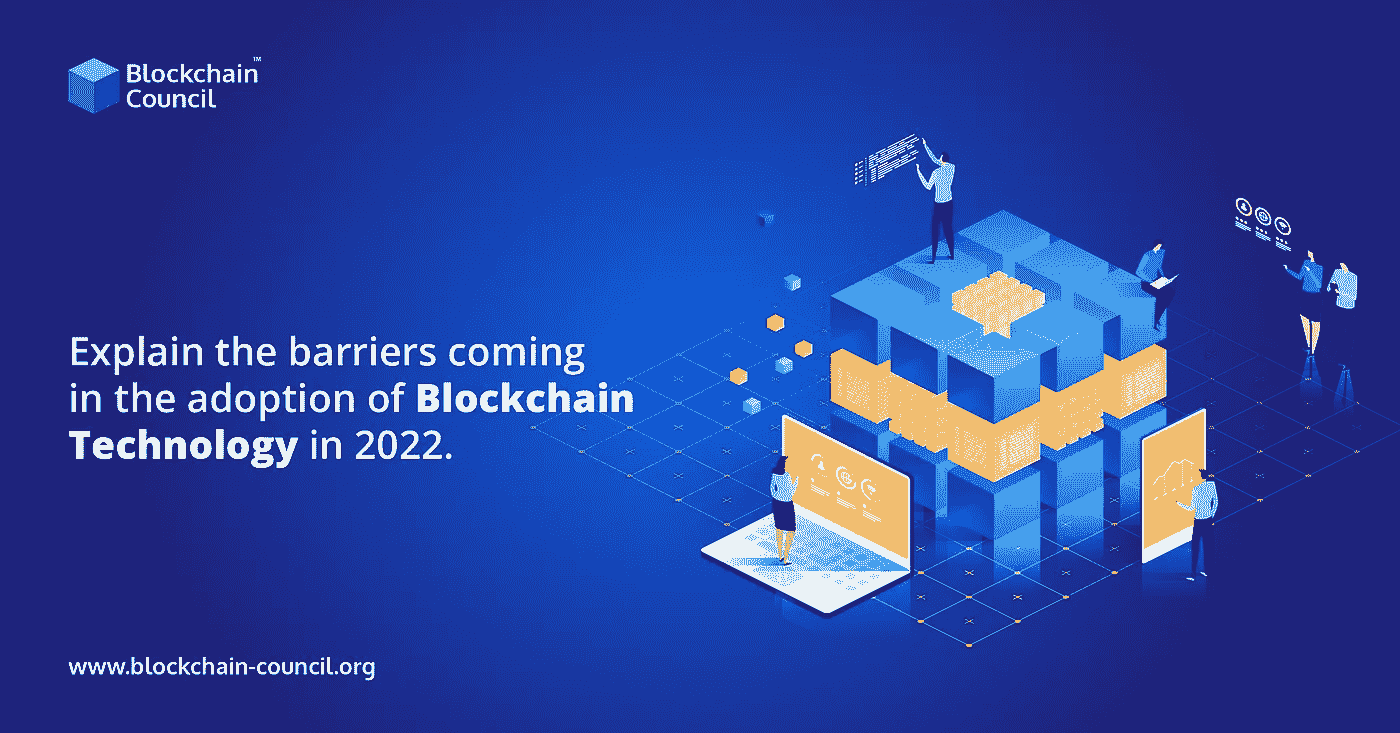 Blockchain™
Council
Explain the barriers coming
in the adoption of Blockchain
Technology in 2022.
www.blockchain-council.org